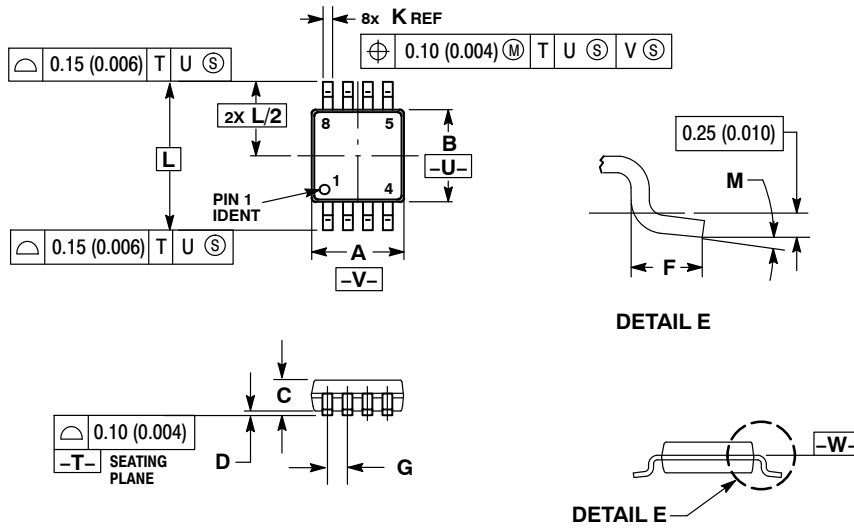 8x K REF
⌓ 0.15 (0.006) T U Ⓢ
⌖ 0.10 (0.004) Ⓜ T U Ⓢ V Ⓢ
2X L/2
8 5
B
–U–
L
PIN 1
IDENT
1
4
⌓ 0.15 (0.006) T U Ⓢ
A
–V–
0.25 (0.010)
M
F
DETAIL E
C
⌓ 0.10 (0.004)
–T– SEATING
PLANE
D
G
–W–
DETAIL E